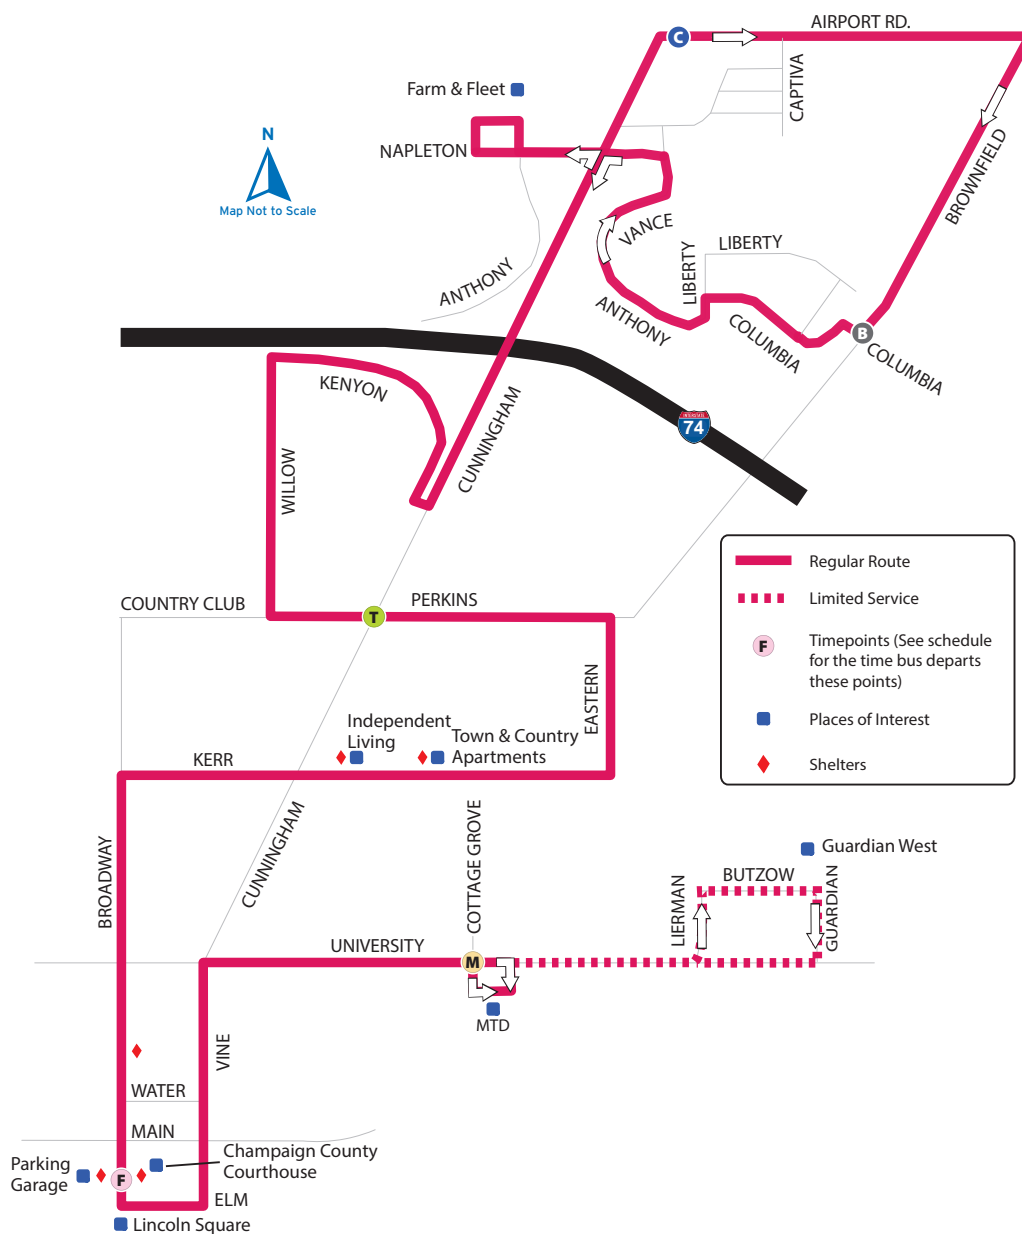 AIRPORT RD.
C
CAPTIVA
Farm & Fleet
NAPLETON
N
Map Not to Scale
BROWNFIELD
VANCE
LIBERTY
LIBERTY
ANTHONY
ANTHONY
COLUMBIA
B
COLUMBIA
KENYON
CUNNINGHAM
INTERSTATE
74
WILLOW
Regular Route
Limited Service
F
Timepoints (See schedule
for the time bus departs
these points)
Places of Interest
Shelters
COUNTRY CLUB
T
PERKINS
EASTERN
Independent
Living
Town & Country
Apartments
KERR
BROADWAY
CUNNINGHAM
COTTAGE GROVE
Guardian West
BUTZOW
LIERMAN
GUARDIAN
UNIVERSITY
M
MTD
VINE
WATER
MAIN
Champaign County
Courthouse
Parking
Garage
F
ELM
Lincoln Square